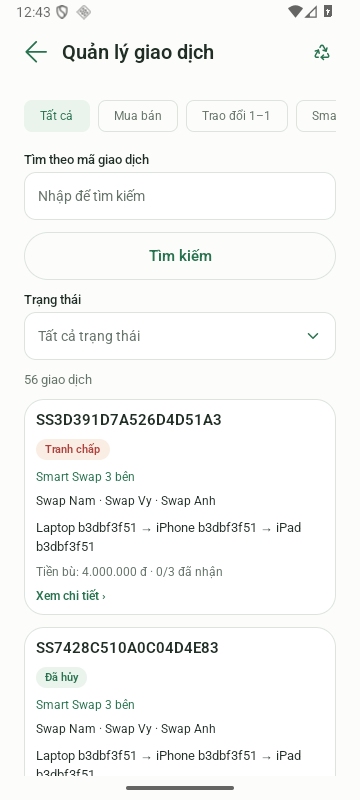 12:43
Quản lý giao dịch
Tất cả
Mua bán
Trao đổi 1–1
Sma
Tìm theo mã giao dịch
Nhập để tìm kiếm
Tìm kiếm
Trạng thái
Tất cả trạng thái
56 giao dịch
SS3D391D7A526D4D51A3
Tranh chấp
Smart Swap 3 bên
Swap Nam · Swap Vy · Swap Anh
Laptop b3dbf3f51 → iPhone b3dbf3f51 → iPad
b3dbf3f51
Tiền bù: 4.000.000 đ · 0/3 đã nhận
Xem chi tiết ›
SS7428C510A0C04D4E83
Đã hủy
Smart Swap 3 bên
Swap Nam · Swap Vy · Swap Anh
Laptop b3dbf3f51 → iPhone b3dbf3f51 → iPad
b3dbf3f51